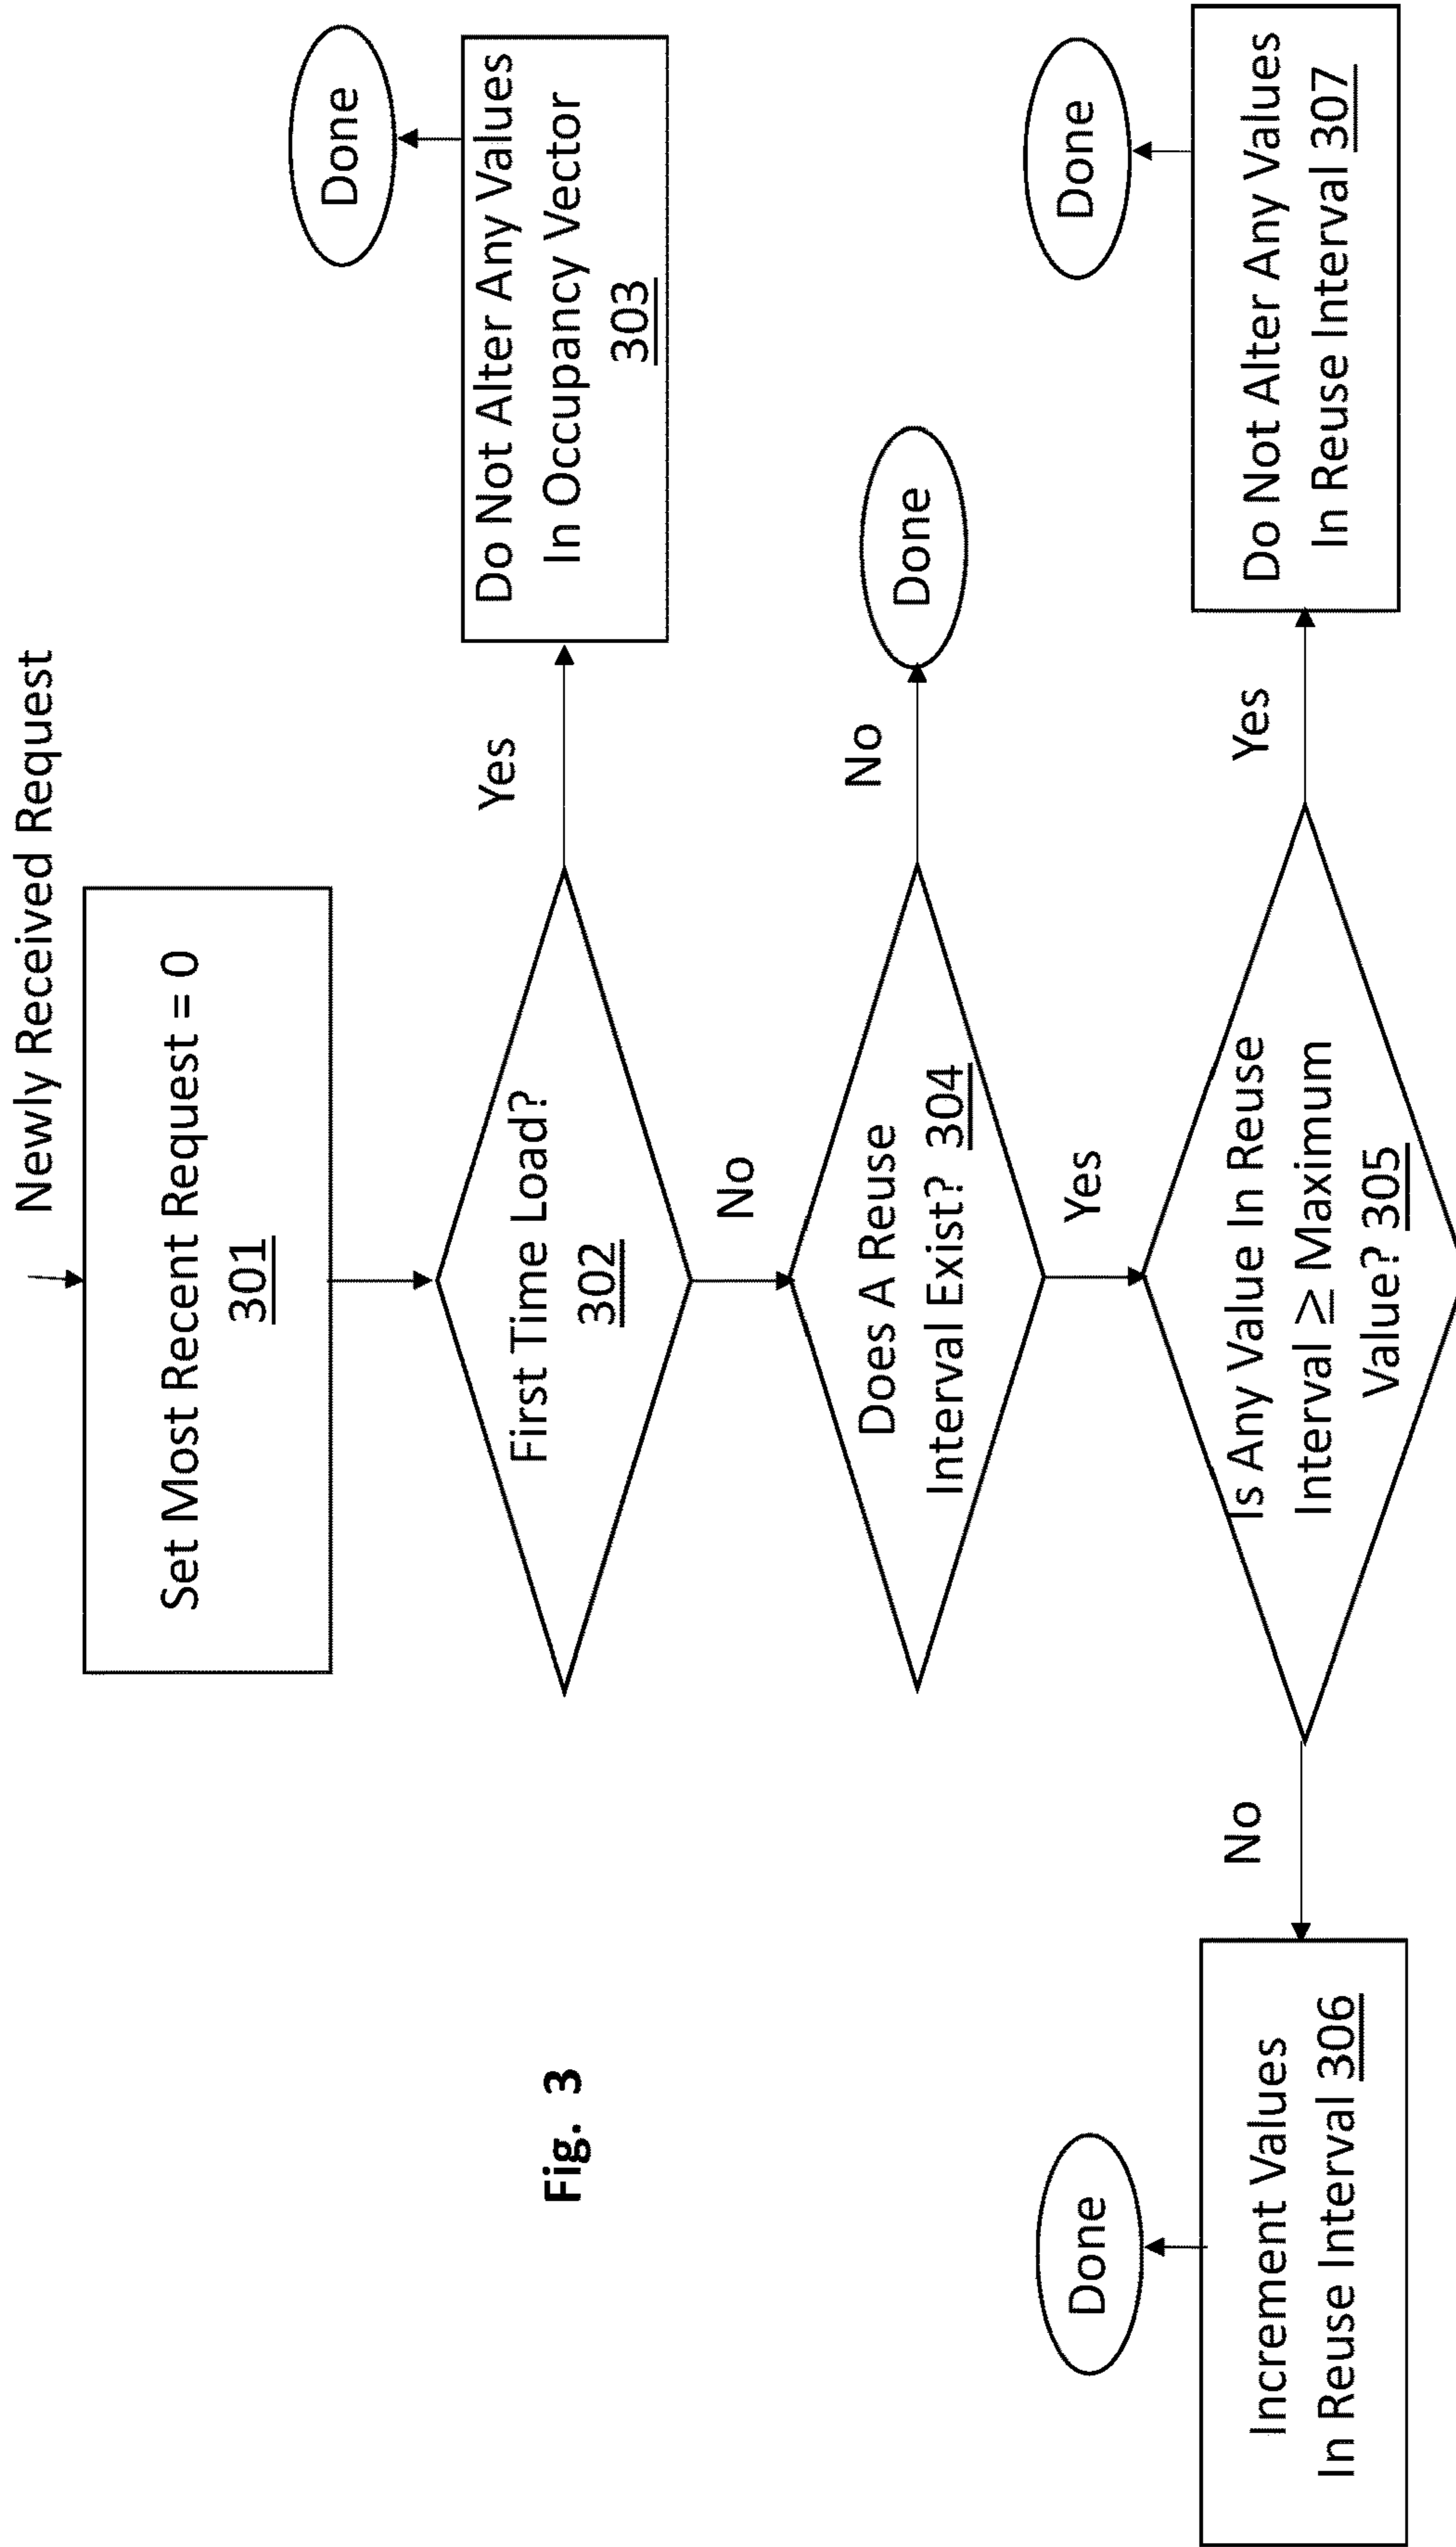 Newly Received Request
Set Most Recent Request = 0
301
First Time Load?
302
Yes
Do Not Alter Any Values
In Occupancy Vector
303
Done
No
Does A Reuse
Interval Exist? 304
No
Done
Yes
Is Any Value In Reuse
Interval ≥ Maximum
Value? 305
Yes
Do Not Alter Any Values
In Reuse Interval 307
Done
No
Increment Values
In Reuse Interval 306
Done
Fig. 3